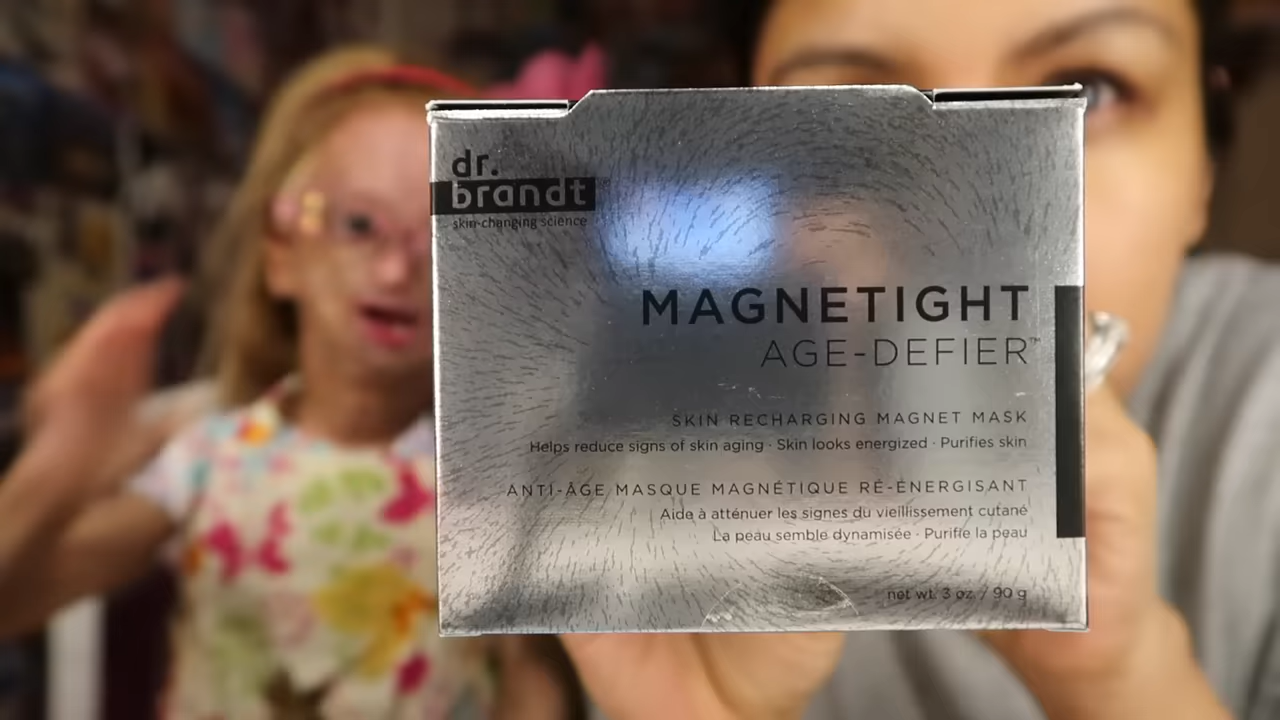 dr.
brandt
skin-changing science
MAGNETIGHT
AGE-DEFIER™
SKIN RECHARGING MAGNET MASK
Helps reduce signs of skin aging · Skin looks energized · Purifies skin
ANTI-ÂGE MASQUE MAGNÉTIQUE RÉ-ÉNERGISANT
Aide à atténuer les signes du vieillissement cutané
La peau semble dynamisée · Purifie la peau
net wt. 3 oz. / 90 g